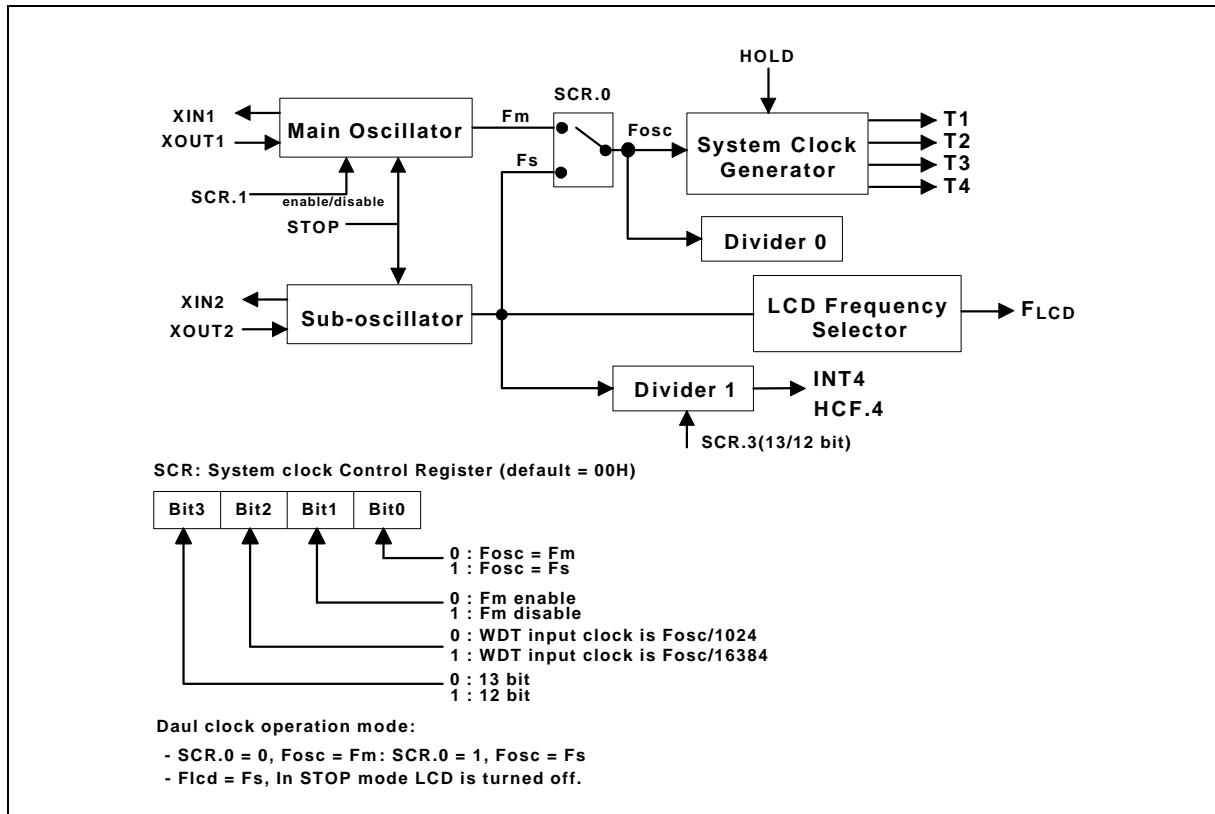 HOLD
SCR.0
XIN1
XOUT1
Main Oscillator
Fm
Fosc
System Clock
Generator
T1
T2
T3
T4
Fs
SCR.1
enable/disable
STOP
Divider 0
XIN2
XOUT2
Sub-oscillator
LCD Frequency
Selector
FLCD
Divider 1
INT4
HCF.4
SCR.3(13/12 bit)
SCR: System clock Control Register (default = 00H)
Bit3 Bit2 Bit1 Bit0
0 : Fosc = Fm
1 : Fosc = Fs
0 : Fm enable
1 : Fm disable
0 : WDT input clock is Fosc/1024
1 : WDT input clock is Fosc/16384
0 : 13 bit
1 : 12 bit
Daul clock operation mode:
- SCR.0 = 0, Fosc = Fm: SCR.0 = 1, Fosc = Fs
- Flcd = Fs, In STOP mode LCD is turned off.